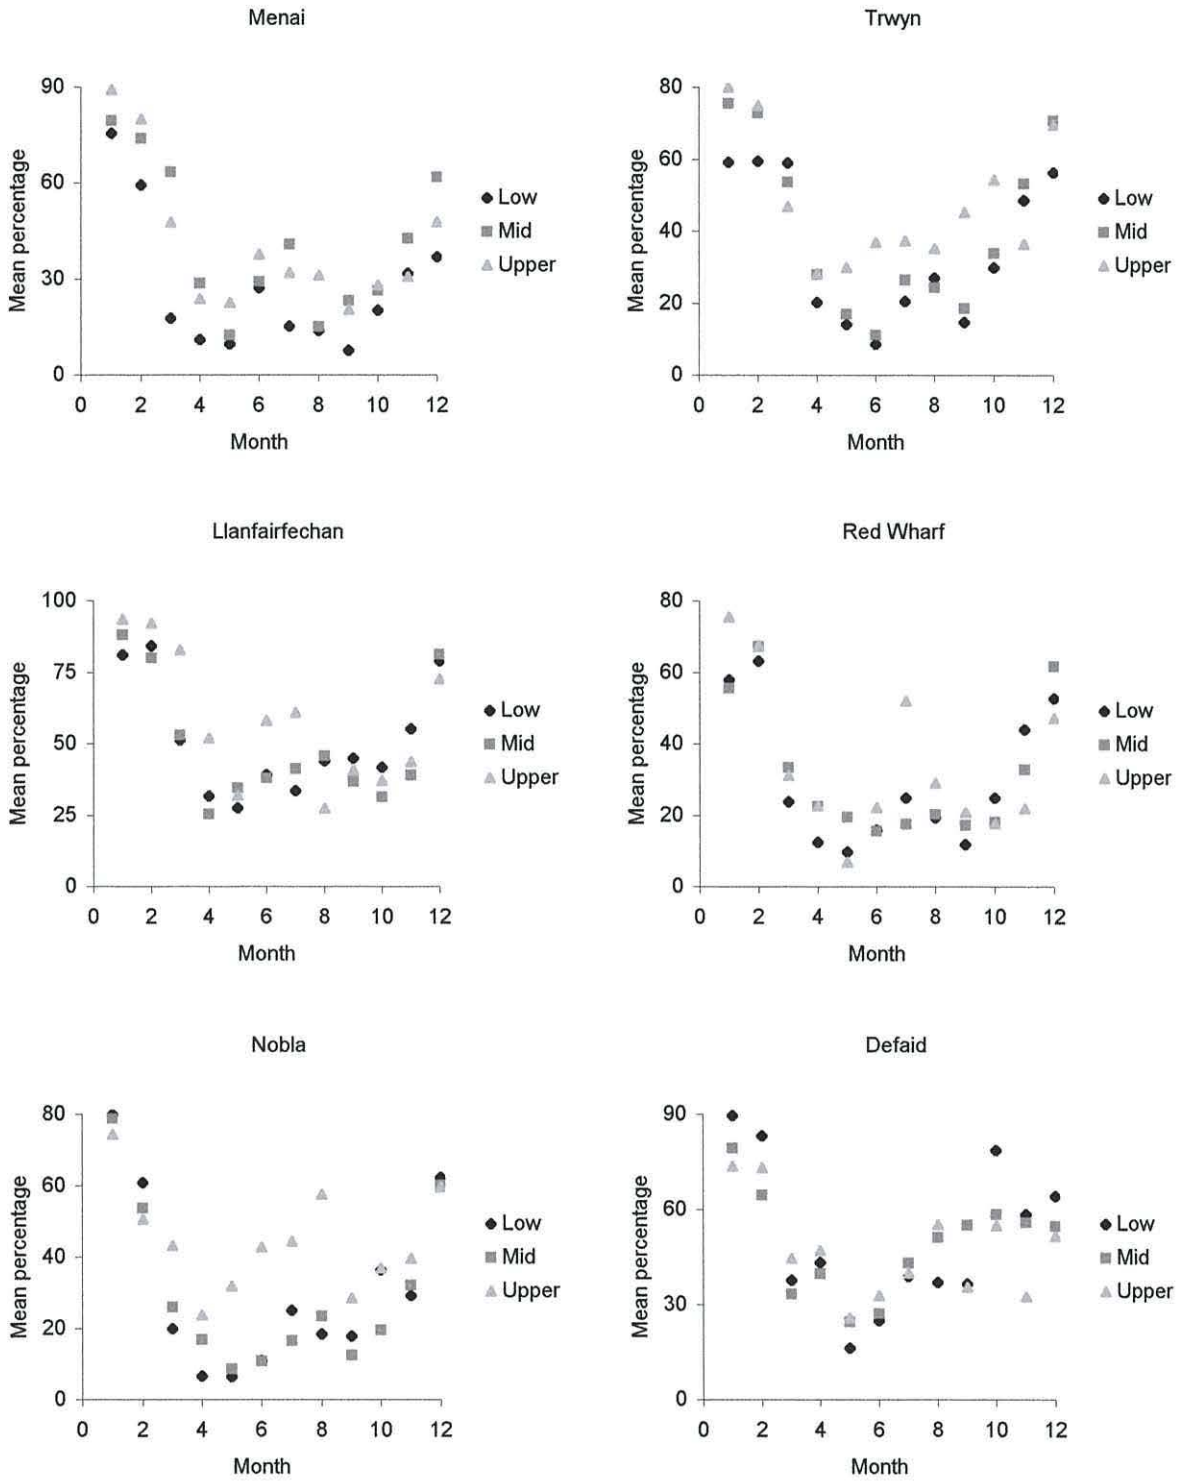 Menai
Mean percentage
90
60
30
0
0 2 4 6 8 10 12
Month
Low
Mid
Upper
Trwyn
Mean percentage
80
60
40
20
0
0 2 4 6 8 10 12
Month
Low
Mid
Upper
Llanfairfechan
Mean percentage
100
75
50
25
0
0 2 4 6 8 10 12
Month
Low
Mid
Upper
Red Wharf
Mean percentage
80
60
40
20
0
0 2 4 6 8 10 12
Month
Low
Mid
Upper
Nobla
Mean percentage
80
60
40
20
0
0 2 4 6 8 10 12
Month
Low
Mid
Upper
Defaid
Mean percentage
90
60
30
0
0 2 4 6 8 10 12
Month
Low
Mid
Upper